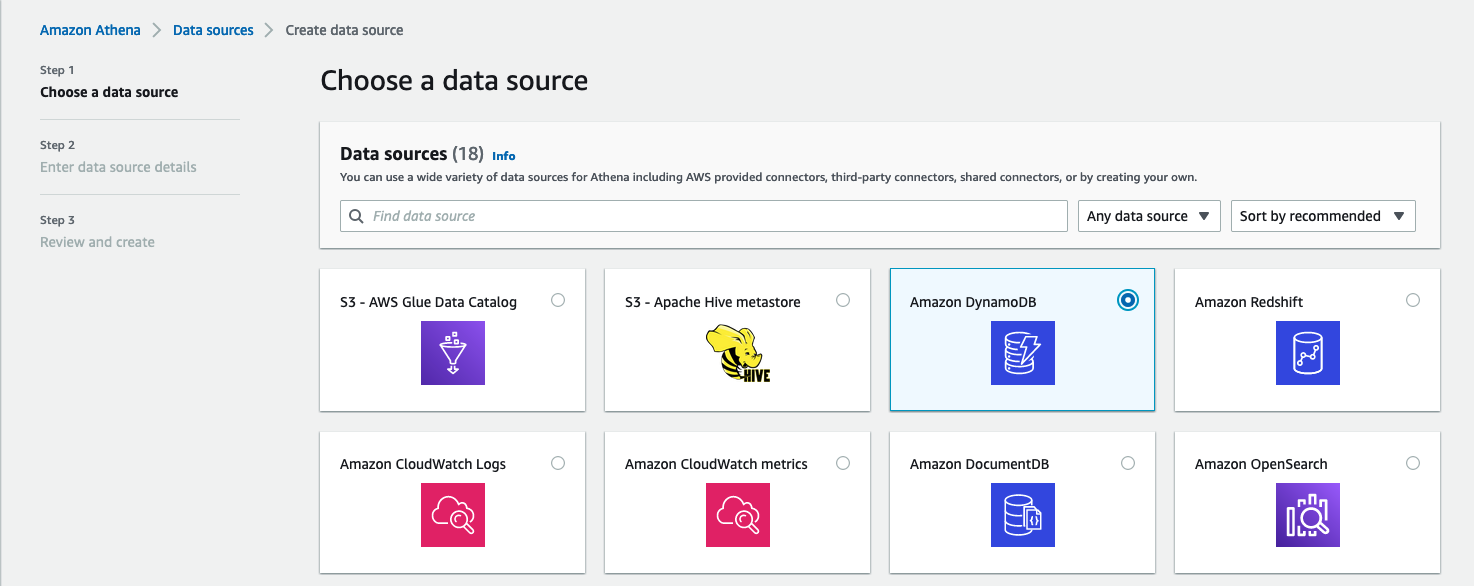 Amazon Athena > Data sources > Create data source
Step 1
Choose a data source
Step 2
Enter data source details
Step 3
Review and create
Choose a data source
Data sources (18) Info
You can use a wide variety of data sources for Athena including AWS provided connectors, third-party connectors, shared connectors, or by creating your own.
Find data source
Any data source
Sort by recommended
S3 - AWS Glue Data Catalog
S3 - Apache Hive metastore
HIVE
Amazon DynamoDB
Amazon Redshift
Amazon CloudWatch Logs
Amazon CloudWatch metrics
Amazon DocumentDB
Amazon OpenSearch